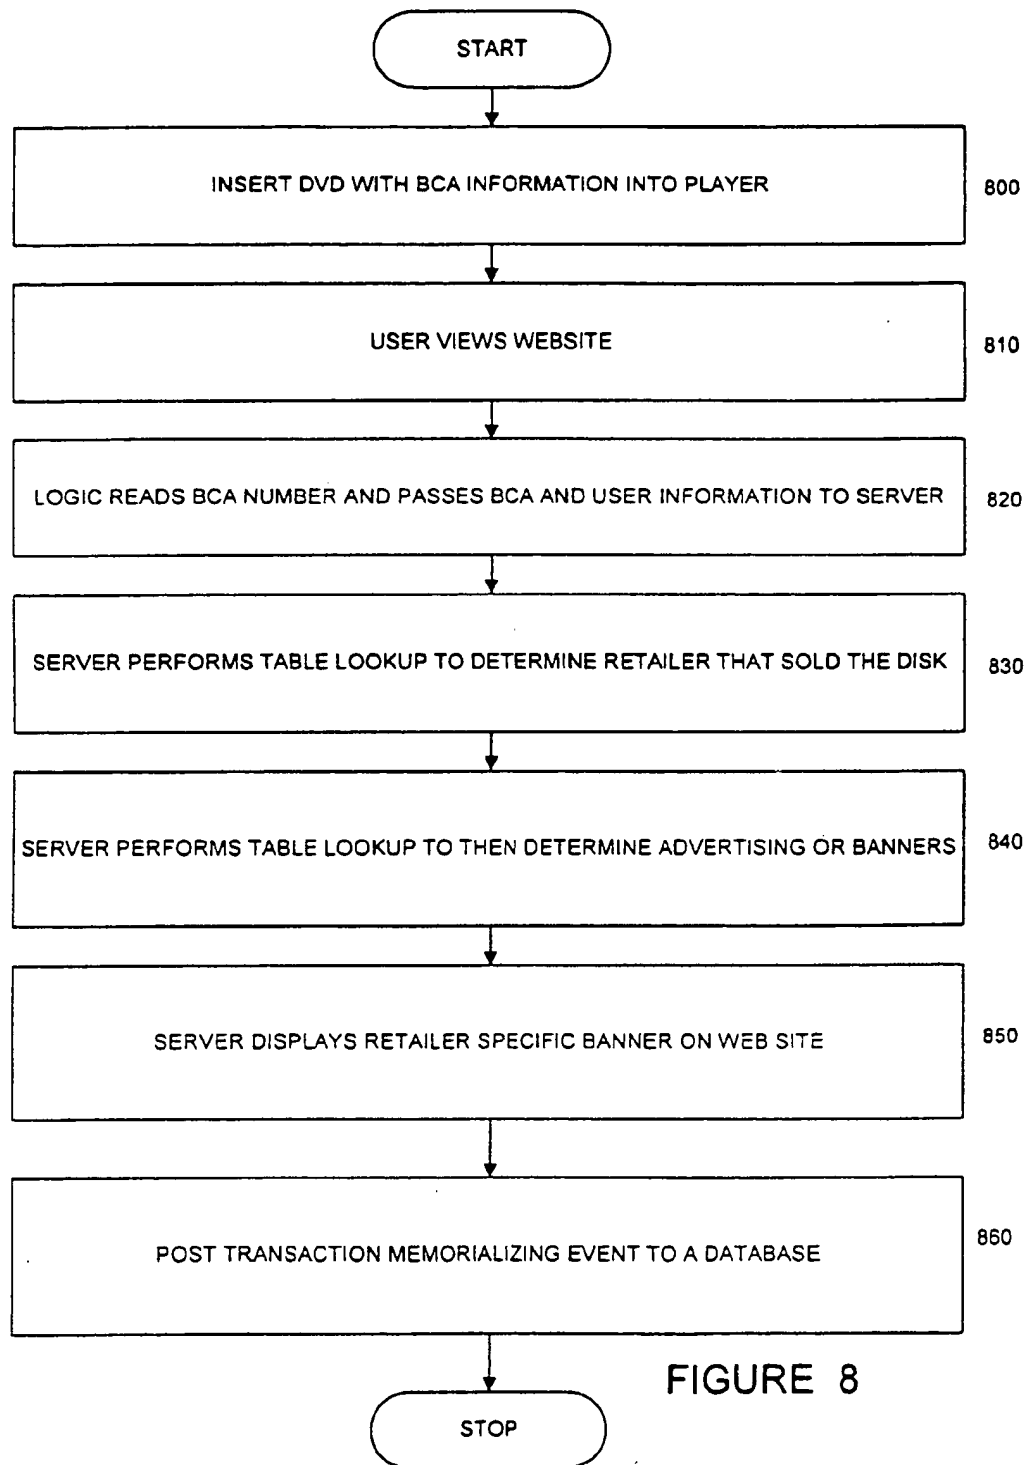 START
INSERT DVD WITH BCA INFORMATION INTO PLAYER
800
USER VIEWS WEBSITE
810
LOGIC READS BCA NUMBER AND PASSES BCA AND USER INFORMATION TO SERVER
820
SERVER PERFORMS TABLE LOOKUP TO DETERMINE RETAILER THAT SOLD THE DISK
830
SERVER PERFORMS TABLE LOOKUP TO THEN DETERMINE ADVERTISING OR BANNERS
840
SERVER DISPLAYS RETAILER SPECIFIC BANNER ON WEB SITE
850
POST TRANSACTION MEMORIALIZING EVENT TO A DATABASE
860
FIGURE 8
STOP